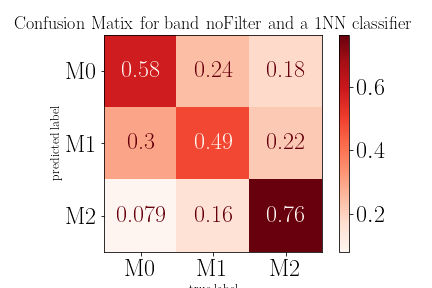 Confusion Matix for band noFilter and a 1NN classifier
M0 0.58 0.24 0.18
M1 0.3 0.49 0.22
M2 0.079 0.16 0.76
M0 M1 M2
predicted label
true label
0.6
0.4
0.2